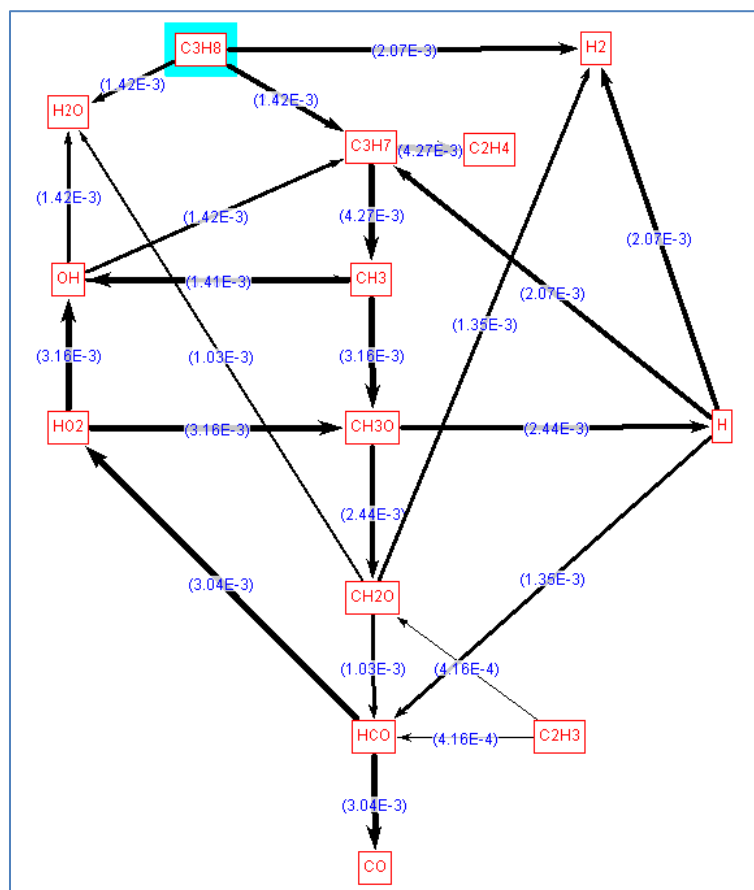 C3H8
(2.07E-3)
H2
(1.42E-3)
H2O
(1.42E-3)
C3H7
(4.27E-3)
C2H4
(1.42E-3)
(1.42E-3)
(4.27E-3)
(2.07E-3)
OH
(1.41E-3)
CH3
(2.07E-3)
(1.35E-3)
(3.16E-3)
(1.03E-3)
(3.16E-3)
HO2
(3.16E-3)
CH3O
(2.44E-3)
H
(2.44E-3)
(3.04E-3)
CH2O
(1.35E-3)
(1.03E-3)
(4.16E-4)
HCO
(4.16E-4)
C2H3
(3.04E-3)
CO